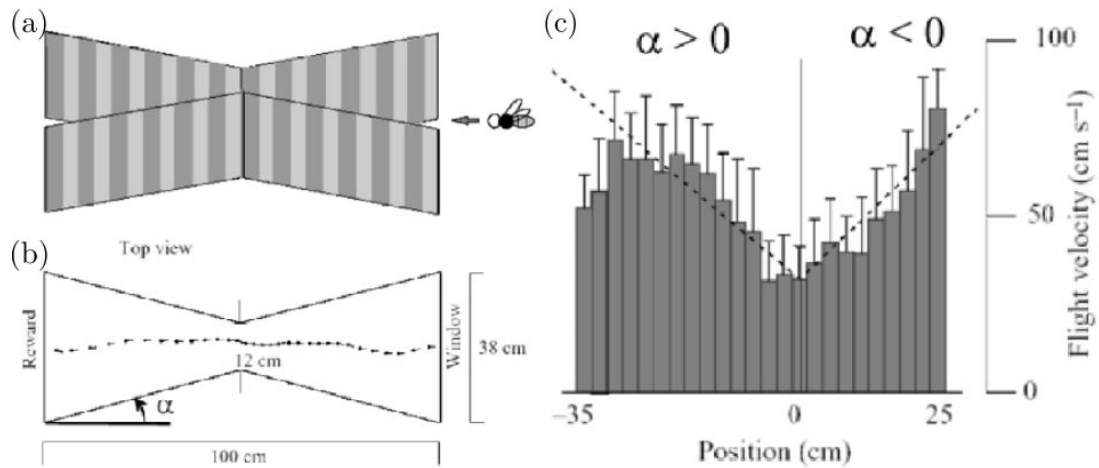 (a)
Top view
(b)
Reward
12 cm
Window
38 cm
α
100 cm
(c)
α > 0
α < 0
100
50
0
Flight velocity (cm s⁻¹)
−35
0
25
Position (cm)